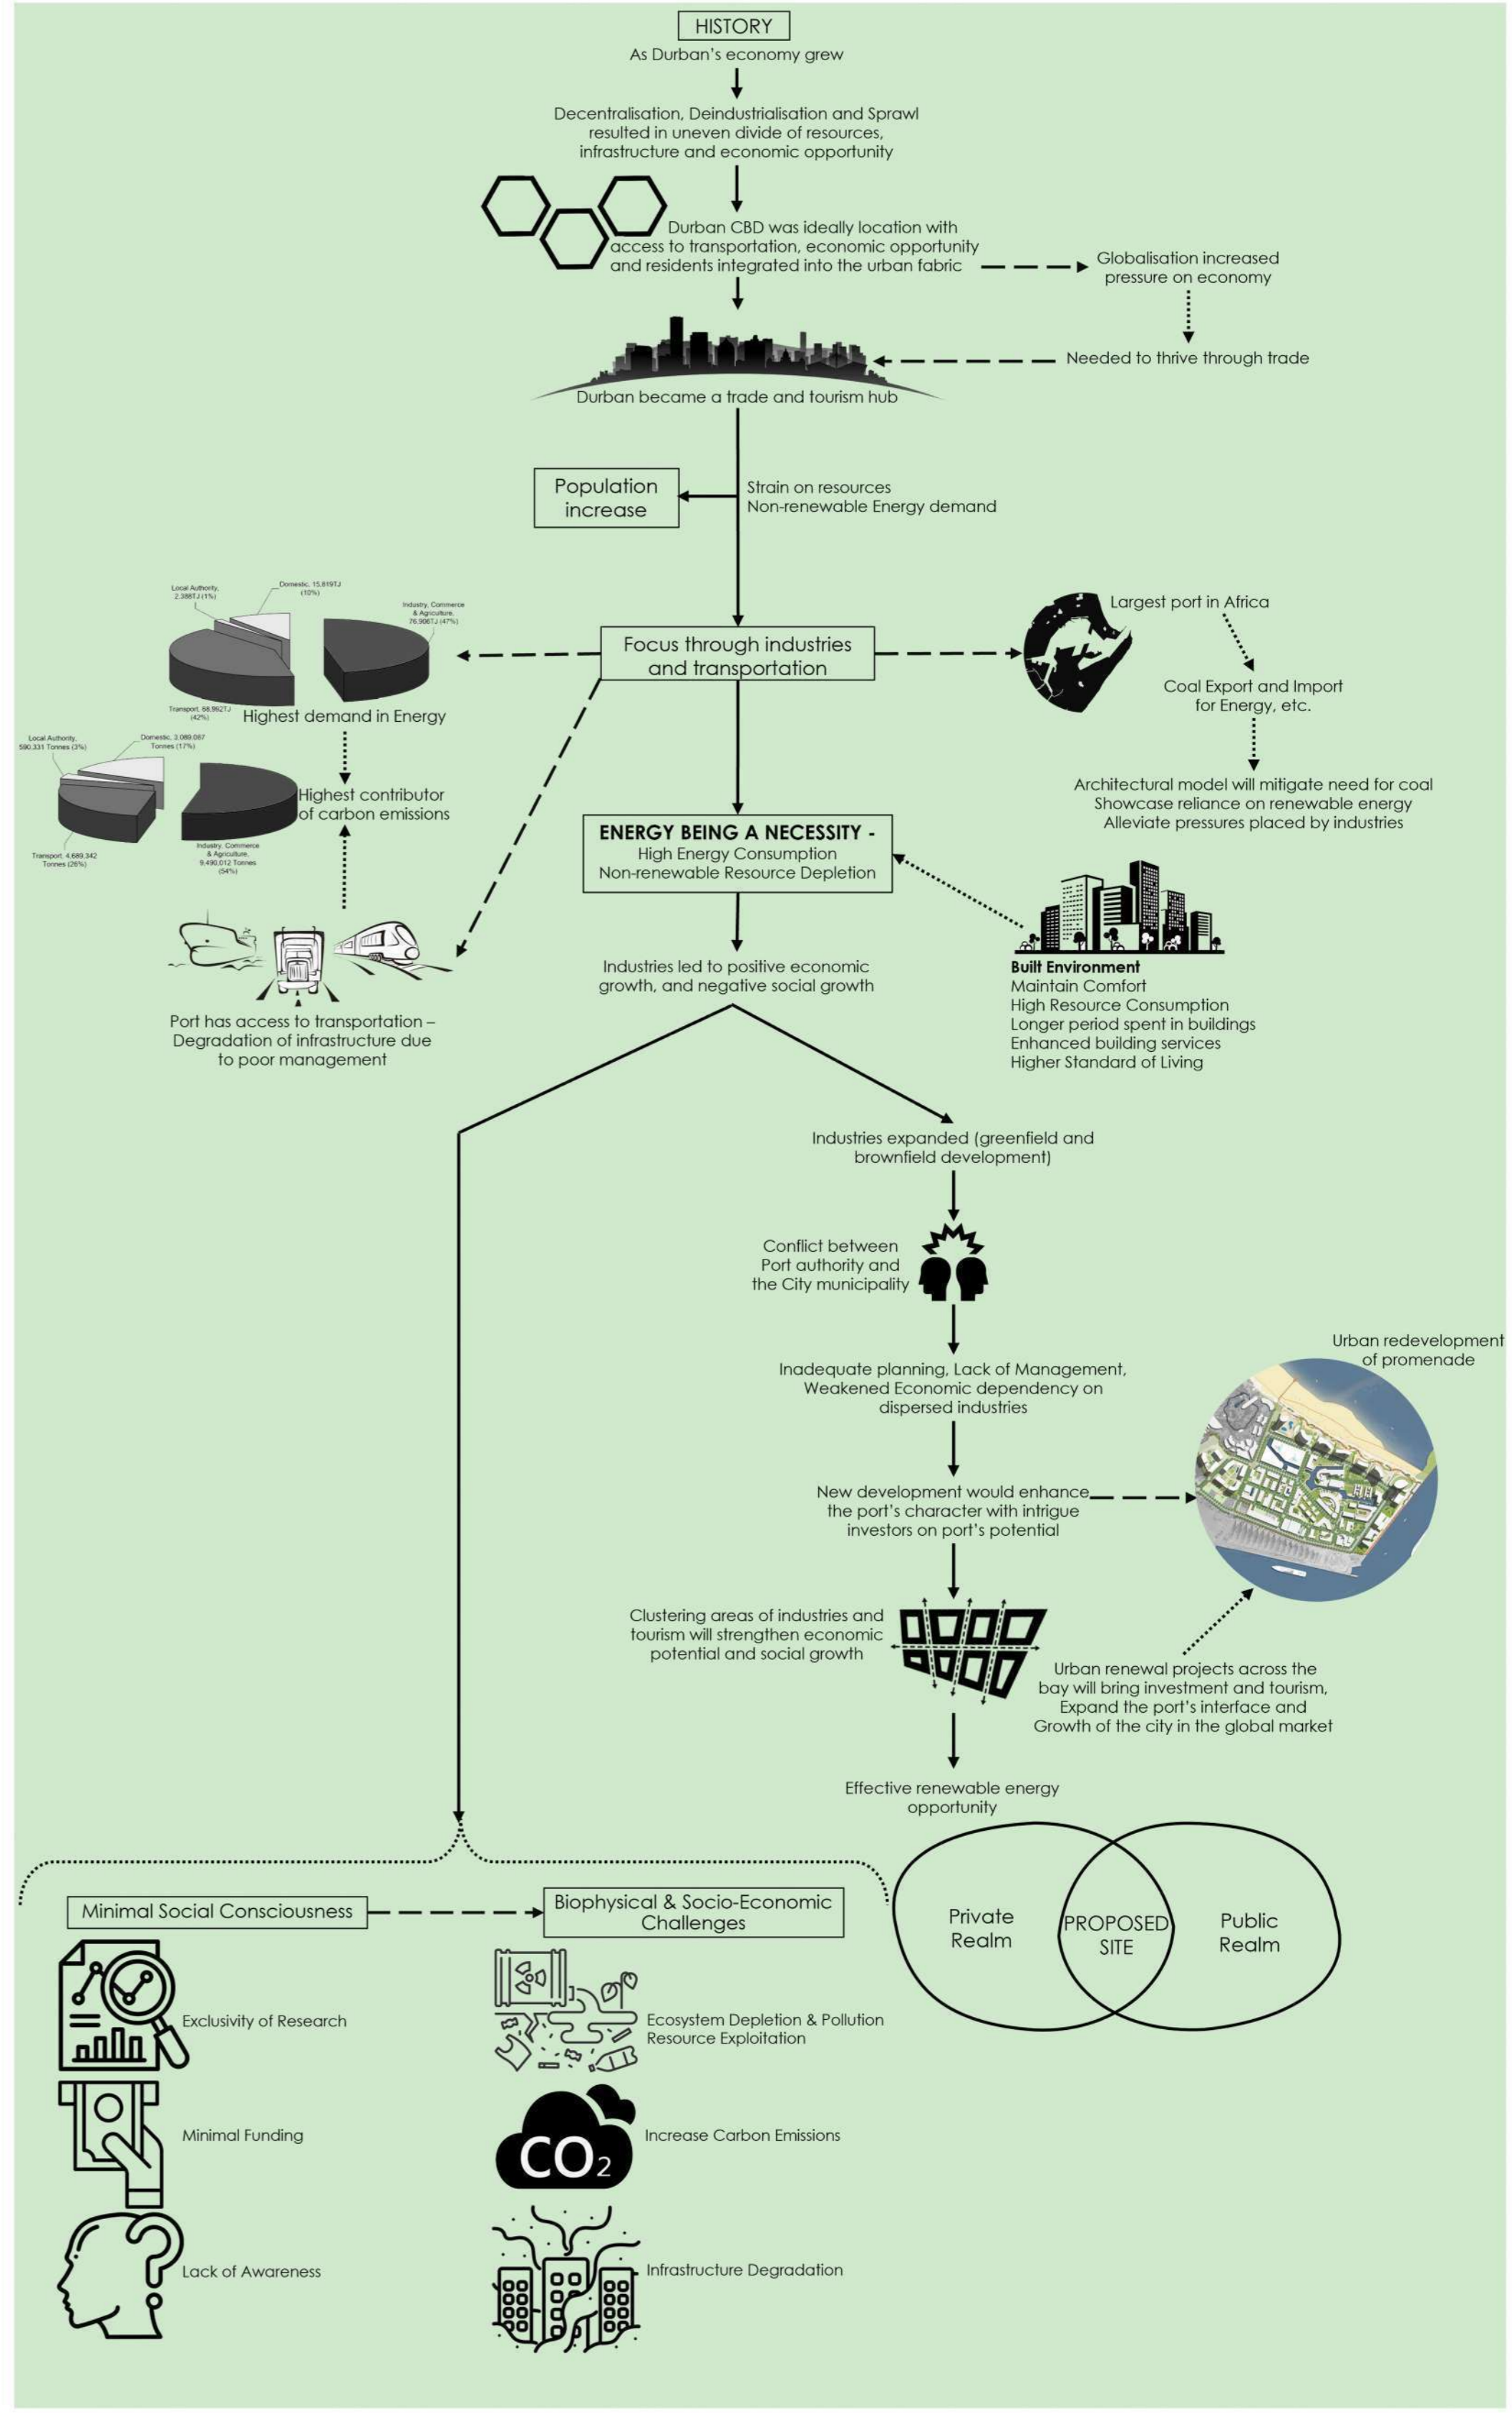 HISTORY
As Durban's economy grew
Decentralisation, Deindustrialisation and Sprawl
resulted in uneven divide of resources,
infrastructure and economic opportunity
Durban CBD was ideally location with
access to transportation, economic opportunity
and residents integrated into the urban fabric
Globalisation increased
pressure on economy
Needed to thrive through trade
Durban became a trade and tourism hub
Population
increase
Strain on resources
Non-renewable Energy demand
Local Authority,
2,388TJ (1%)
Domestic, 15,819TJ
(10%)
Industry, Commerce
& Agriculture,
76,906TJ (47%)
Transport, 68,962TJ
(42%)
Highest demand in Energy
Focus through industries
and transportation
Largest port in Africa
Coal Export and Import
for Energy, etc.
Architectural model will mitigate need for coal
Showcase reliance on renewable energy
Alleviate pressures placed by industries
Local Authority,
590,331 Tonnes (3%)
Domestic, 3,089,087
Tonnes (17%)
Transport, 4,689,342
Tonnes (26%)
Industry, Commerce
& Agriculture,
9,490,012 Tonnes
(54%)
Highest contributor
of carbon emissions
ENERGY BEING A NECESSITY -
High Energy Consumption
Non-renewable Resource Depletion
Port has access to transportation –
Degradation of infrastructure due
to poor management
Industries led to positive economic
growth, and negative social growth
Built Environment
Maintain Comfort
High Resource Consumption
Longer period spent in buildings
Enhanced building services
Higher Standard of Living
Industries expanded (greenfield and
brownfield development)
Conflict between
Port authority and
the City municipality
Inadequate planning, Lack of Management,
Weakened Economic dependency on
dispersed industries
Urban redevelopment
of promenade
New development would enhance
the port's character with intrigue
investors on port's potential
Clustering areas of industries and
tourism will strengthen economic
potential and social growth
Urban renewal projects across the
bay will bring investment and tourism,
Expand the port's interface and
Growth of the city in the global market
Effective renewable energy
opportunity
Private
Realm
PROPOSED
SITE
Public
Realm
Minimal Social Consciousness
Biophysical & Socio-Economic
Challenges
Exclusivity of Research
Minimal Funding
Lack of Awareness
Ecosystem Depletion & Pollution
Resource Exploitation
CO2
Increase Carbon Emissions
Infrastructure Degradation